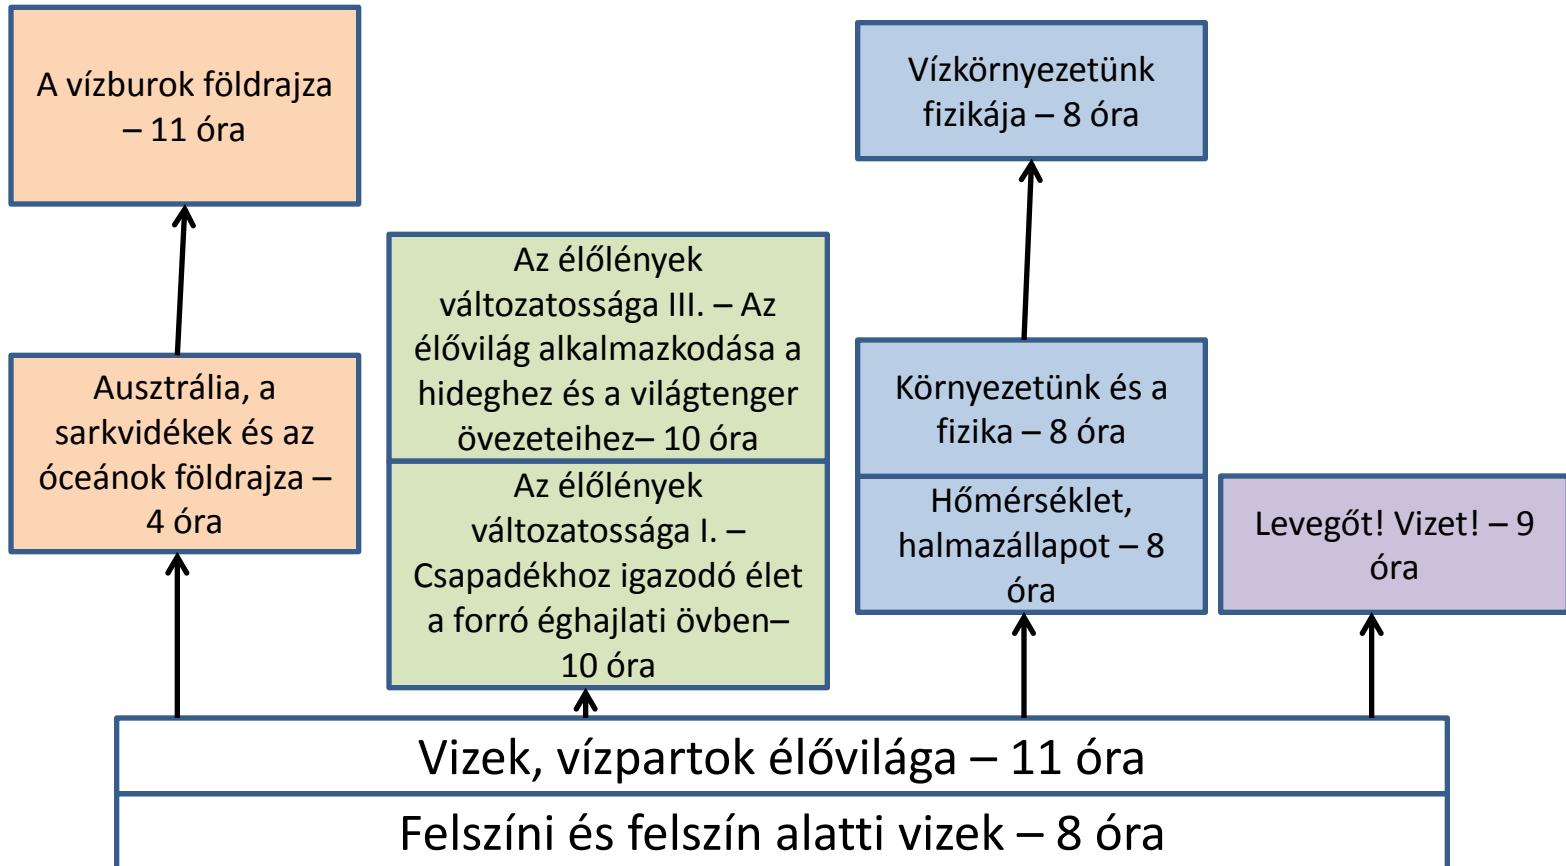 A vízburok földrajza
– 11 óra
Vízkörnyezetünk
fizikája – 8 óra
Az élőlények
változatossága III. – Az
élővilág alkalmazkodása a
hideghez és a világtenger
övezeteihez– 10 óra
Ausztrália, a
sarkvidékek és az
óceánok földrajza –
4 óra
Környezetünk és a
fizika – 8 óra
Az élőlények
változatossága I. –
Csapadékhoz igazodó élet
a forró éghajlati övben–
10 óra
Hőmérséklet,
halmazállapot – 8
óra
Levegőt! Vizet! – 9
óra
Vizek, vízpartok élővilága – 11 óra
Felszíni és felszín alatti vizek – 8 óra